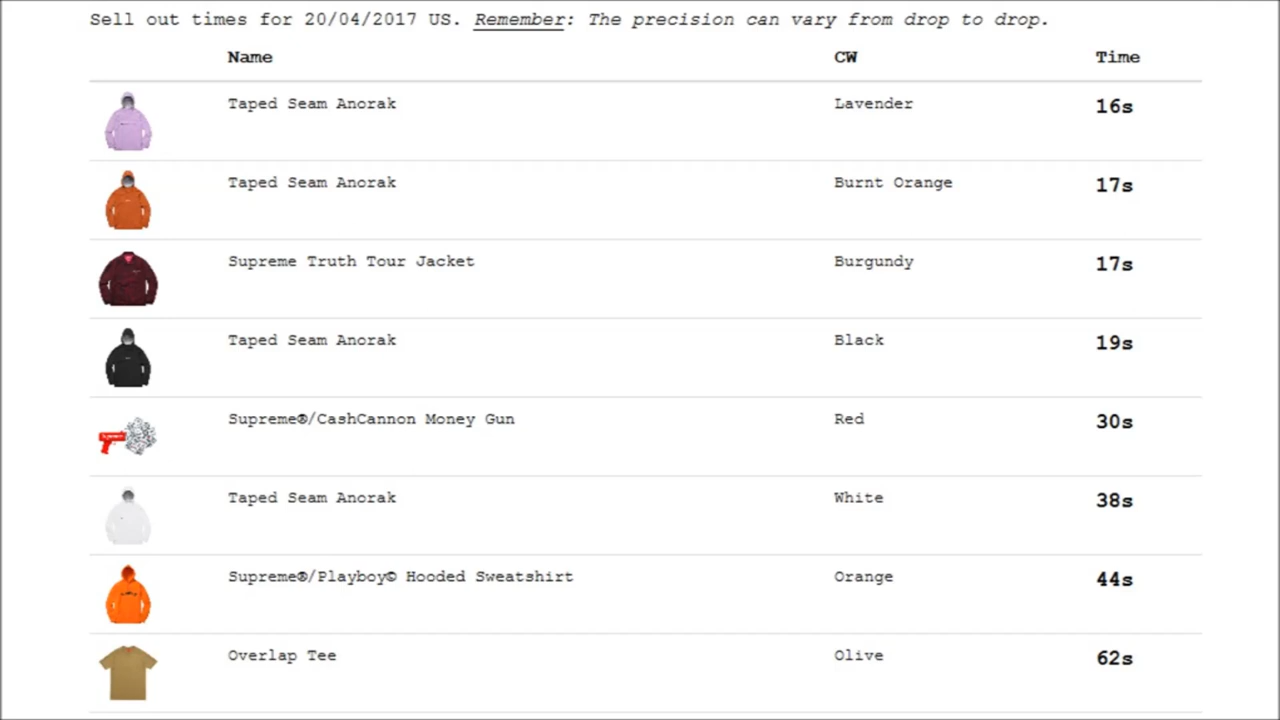 Sell out times for 20/04/2017 US. Remember: The precision can vary from drop to drop.
Name CW Time
Taped Seam Anorak Lavender 16s
Taped Seam Anorak Burnt Orange 17s
Supreme Truth Tour Jacket Burgundy 17s
Taped Seam Anorak Black 19s
Supreme®/CashCannon Money Gun Red 30s
Taped Seam Anorak White 38s
Supreme®/Playboy© Hooded Sweatshirt Orange 44s
Overlap Tee Olive 62s